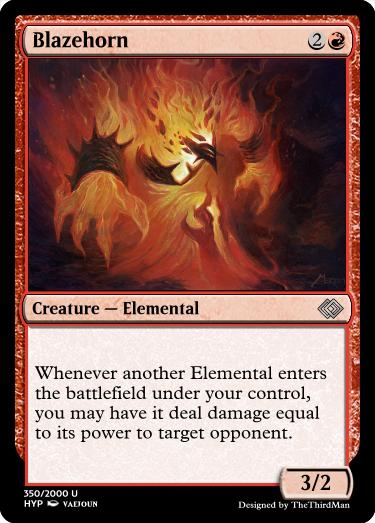 Blazehorn 2
Creature — Elemental
Whenever another Elemental enters
the battlefield under your control,
you may have it deal damage equal
to its power to target opponent.
3/2
350/2000 U
HYP VAEJOUN
Designed by TheThirdMan